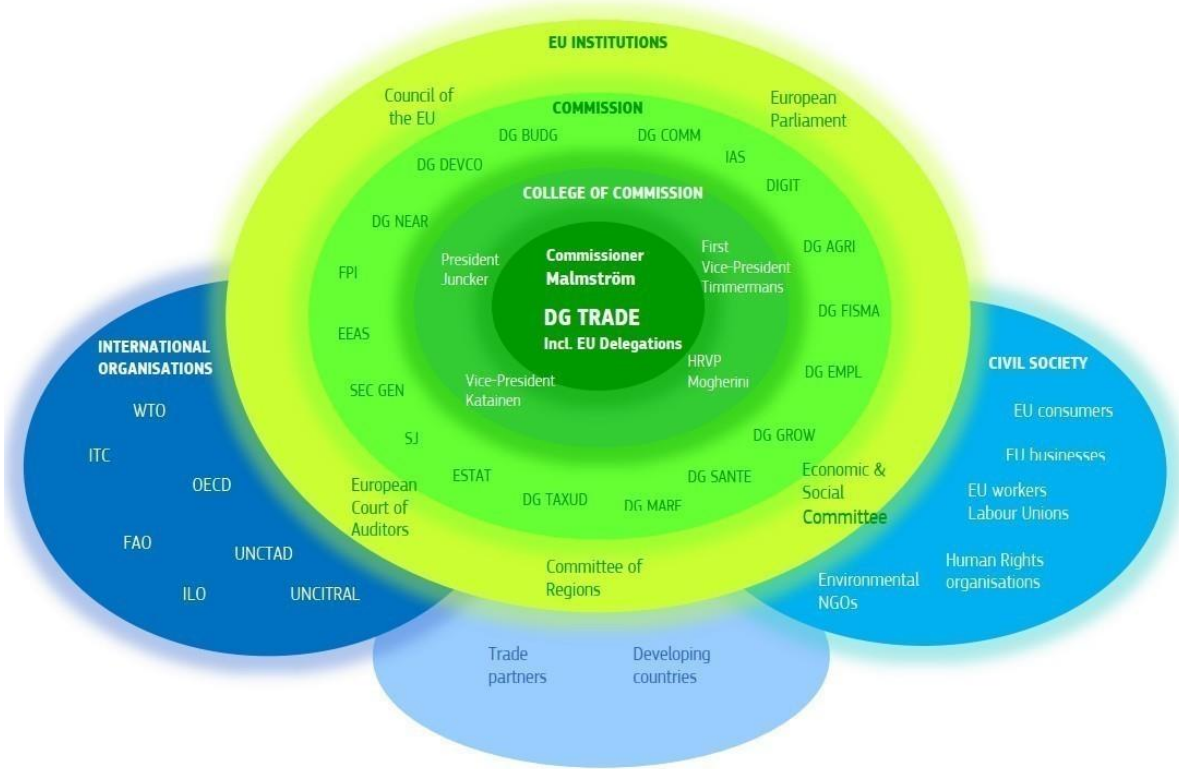 EU INSTITUTIONS
Council of
the EU
European
Parliament
COMMISSION
DG BUDG
DG COMM
IAS
DG DEVCO
DIGIT
DG NEAR
DG AGRI
FPI
DG FISMA
EEAS
DG EMPL
SEC GEN
DG GROW
SJ
DG SANTE
ESTAT
DG TAXUD
DG MARE
COLLEGE OF COMMISSION
President
Juncker
First
Vice-President
Timmermans
Vice-President
Katainen
HRVP
Mogherini
Commissioner
Malmström
DG TRADE
Incl. EU Delegations
European
Court of
Auditors
Economic &
Social
Committee
Committee of
Regions
INTERNATIONAL
ORGANISATIONS
WTO
ITC
OECD
FAO
UNCTAD
ILO
UNCITRAL
CIVIL SOCIETY
EU consumers
EU businesses
EU workers
Labour Unions
Human Rights
organisations
Environmental
NGOs
Trade
partners
Developing
countries